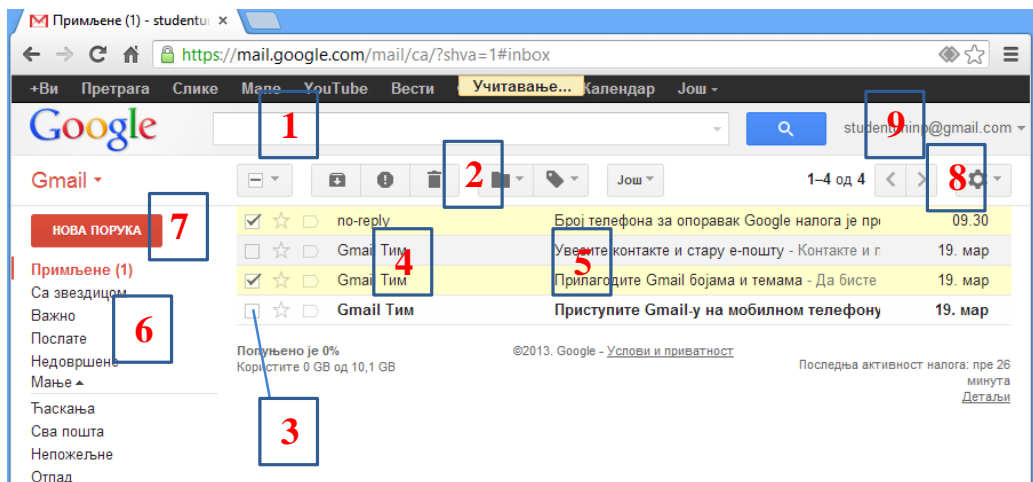 Примљене (1) - studentu
https://mail.google.com/mail/ca/?shva=1#inbox
+Ви Претрага Слике Мапе YouTube Вести Учитавање... Календар Још
Google 1 9 studentuninp@gmail.com
Gmail 2 Још 1–4 од 4 8
НОВА ПОРУКА 7 no-reply Број телефона за опоравак Google налога је про 09.30
Gmail Тим Увезите контакте и стару е-пошту - Контакте и п 19. мар
Примљене (1) 4 5
Са звездицом Gmail Тим Прилагодите Gmail бојама и темама - Да бисте 19. мар
Важно 6 Gmail Тим Приступите Gmail-у на мобилном телефону 19. мар
Послате
Недовршене
Мање
Попуњено је 0% ©2013. Google - Услови и приватност
Користите 0 GB од 10,1 GB Последња активност налога: пре 26
минута
Детаљи
Ћаскања
Сва пошта 3
Непожељне
Отпад